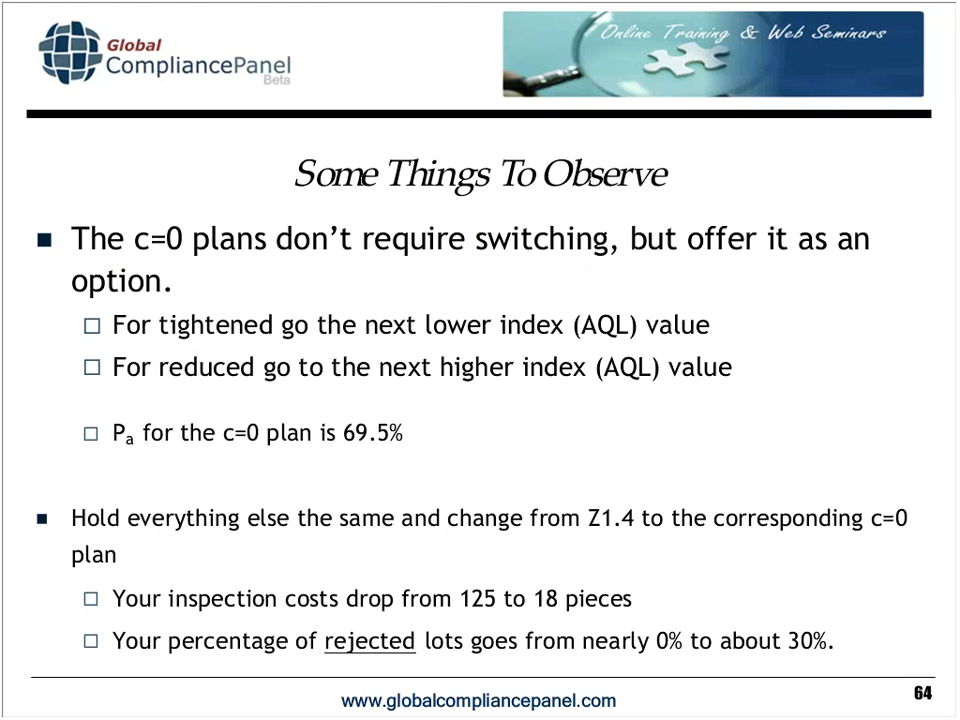 Global
CompliancePanel
Beta
Online Training & Web Seminars
Some Things To Observe
The c=0 plans don’t require switching, but offer it as an
option.
For tightened go the next lower index (AQL) value
For reduced go to the next higher index (AQL) value
Pa for the c=0 plan is 69.5%
Hold everything else the same and change from Z1.4 to the corresponding c=0
plan
Your inspection costs drop from 125 to 18 pieces
Your percentage of rejected lots goes from nearly 0% to about 30%.
www.globalcompliancepanel.com
64